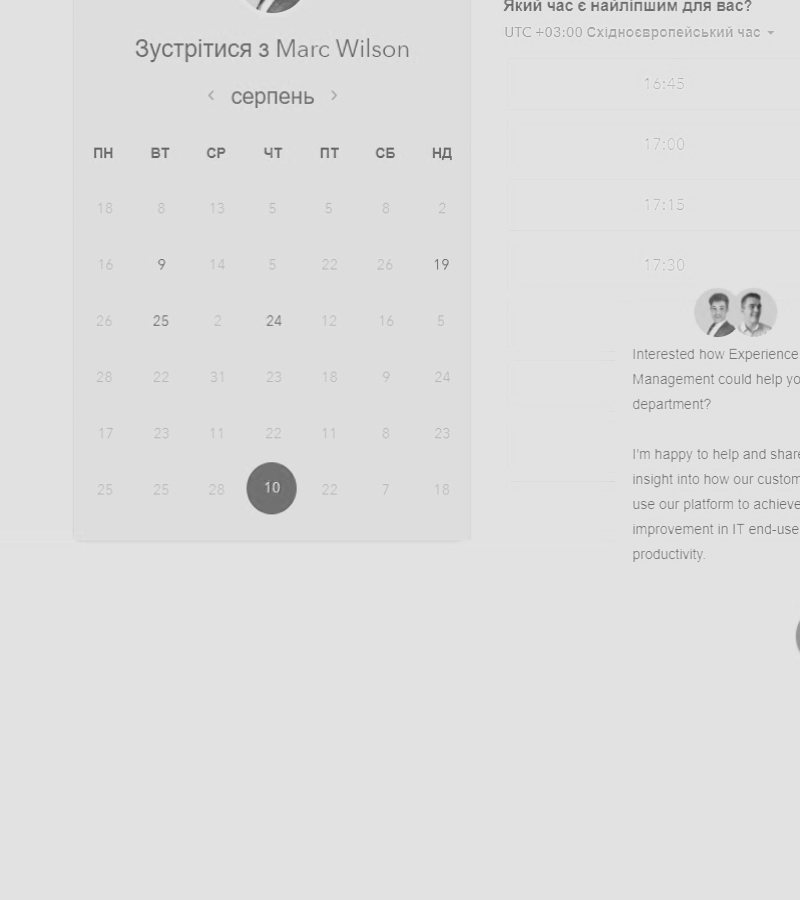 Зустрітися з Marc Wilson
серпень
ПН ВТ СР ЧТ ПТ СБ НД
18 8 13 5 5 8 2
16 9 14 5 22 26 19
26 25 2 24 12 16 5
28 22 31 23 18 9 24
17 23 11 22 11 8 23
25 25 28 10 22 7 18
Який час є найліпшим для вас?
UTC +03:00 Східноєвропейський час
16:45
17:00
17:15
17:30
Interested how Experience
Management could help yo
department?
I'm happy to help and share
insight into how our custom
use our platform to achieve
improvement in IT end-use
productivity.